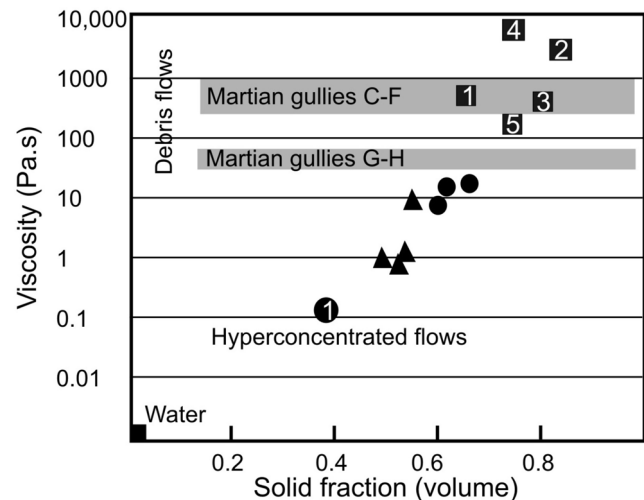 10,000
1000
100
10
1
0.1
0.01
Viscosity (Pa.s)
Debris flows
4
2
Martian gullies C-F
1
3
5
Martian gullies G-H
1
Hyperconcentrated flows
Water
0.2
0.4
0.6
0.8
Solid fraction (volume)